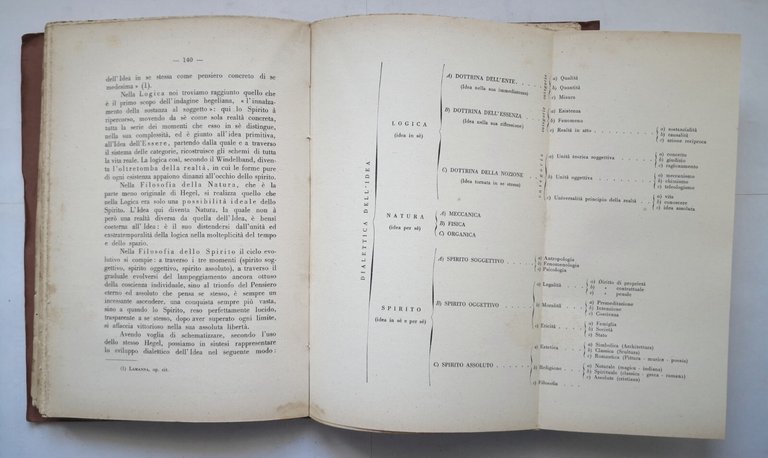 — 140 —
dell'Idea in se stessa come pensiero concreto di se
medesima » (1).
Nella Logica noi troviamo raggiunto quello che
è il primo scopo dell'indagine hegeliana, « l'innalzamento
della sostanza al soggetto »: qui lo Spirito à
ripercorso, movendo da sè come sola realtà concreta,
tutta la serie dei momenti che esso in sè distingue,
nella sua complessità, ed è giunto all'idea primitiva,
all'Idea dell'Essere, partendo dalla quale e a traverso
il sistema delle categorie, ricostruisce gli schemi di tutta
la vita reale. La logica così, secondo il Windelband, diventa
l'oltretomba della realtà, in cui le forme pure
di ogni esistenza appaiono dinanzi all'occhio dello spirito.
Nella Filosofia della Natura, che è la
parte meno originale di Hegel, si realizza quello che
nella Logica era solo una possibilità ideale dello
Spirito. L'Idea qui diventa Natura, la quale non à
però una realtà diversa da quella dell'Idea, è bensì
coeterna all'Idea: è il suo distendersi dall'unità ed
extratemporalità della logica nella molteplicità del tempo
e dello spazio.
Nella Filosofia dello Spirito il ciclo evolutivo
si compie: a traverso i tre momenti (spirito soggettivo,
spirito oggettivo, spirito assoluto), a traverso il
graduale evolversi del lampeggiamento ancora ottuso
della coscienza individuale, sino al trionfo del Pensiero
eterno ed assoluto che pensa se stesso, è sempre un
incessante ascendere, una conquista sempre più vasta,
sino a quando lo Spirito, reso perfettamente lucido,
trasparente a se stesso, dopo aver superato ogni limite,
si affaccia vittorioso nella sua assoluta libertà.
Avendo voglia di schematizzare, secondo l'uso
dello stesso Hegel, possiamo in sintesi rappresentare
lo sviluppo dialettico dell'Idea nel seguente modo:
(1) LAMANNA, op. cit.
DIALETTICA DELL'IDEA
LOGICA
(idea in sè)
A) DOTTRINA DELL'ENTE
(Idea nella sua immediatezza)
a) Qualità
b) Quantità
c) Misura
B) DOTTRINA DELL'ESSENZA
(Idea nella sua riflessione)
a) Esistenza
b) Fenomeno
c) Realtà in atto
a) sostanzialità
b) causalità
c) azione reciproca
C) DOTTRINA DELLA NOZIONE
(Idea tornata in se stessa)
categorie
a) Unità teorica soggettiva
a) concetto
b) giudizio
c) ragionamento
b) Unità oggettiva
a) meccanismo
b) chimismo
c) teleologismo
c) Universalità principio della realtà
a) vita
b) conoscere
c) idea assoluta
NATURA
(idea per sè)
A) MECCANICA
B) FISICA
C) ORGANICA
SPIRITO
(idea in sè e per sè)
A) SPIRITO SOGGETTIVO
a) Antropologia
b) Fenomenologia
c) Psicologia
B) SPIRITO OGGETTIVO
a) Legalità
a) Diritto di proprietà
b) » contrattuale
c) » penale
b) Moralità
a) Premeditazione
b) Intenzione
c) Coscienza
c) Eticità
a) Famiglia
b) Società
c) Stato
C) SPIRITO ASSOLUTO
a) Estetica
a) Simbolica (Architettura)
b) Classica (Scultura)
c) Romantica (Pittura - musica - poesia)
b) Religione
a) Naturale (magica - indiana)
b) Spirituale (classica - greca - romana)
c) Assoluta (cristiana)
c) Filosofia